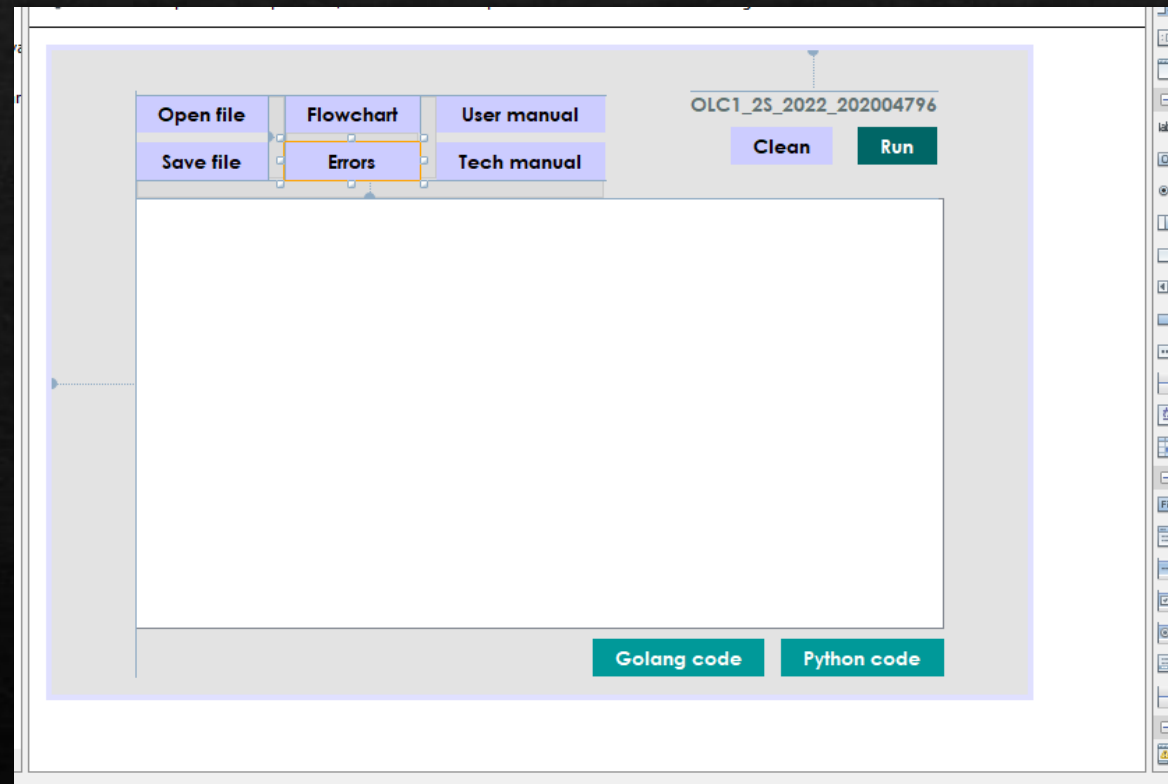 Open file
Flowchart
User manual
OLC1_2S_2022_202004796
Save file
Errors
Tech manual
Clean
Run
Golang code
Python code